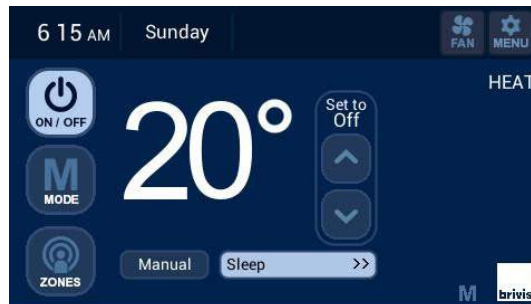 6 15 AM Sunday
FAN MENU
HEAT
ON / OFF
20°
Set to
Off
M
MODE
ZONES
Manual Sleep >>
M
brivis